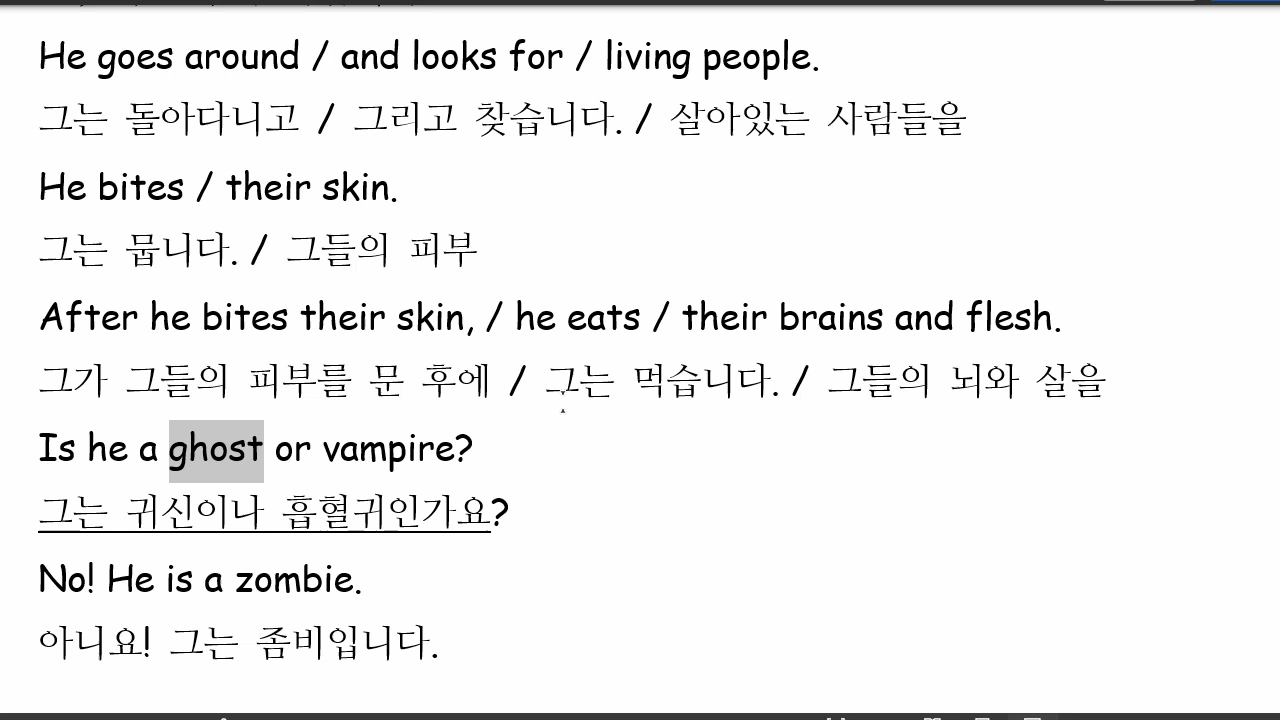 He goes around / and looks for / living people.
그는 돌아다니고 / 그리고 찾습니다. / 살아있는 사람들을
He bites / their skin.
그는 뭅니다. / 그들의 피부
After he bites their skin, / he eats / their brains and flesh.
그가 그들의 피부를 문 후에 / 그는 먹습니다. / 그들의 뇌와 살을
Is he a ghost or vampire?
그는 귀신이나 흡혈귀인가요?
No! He is a zombie.
아니요! 그는 좀비입니다.